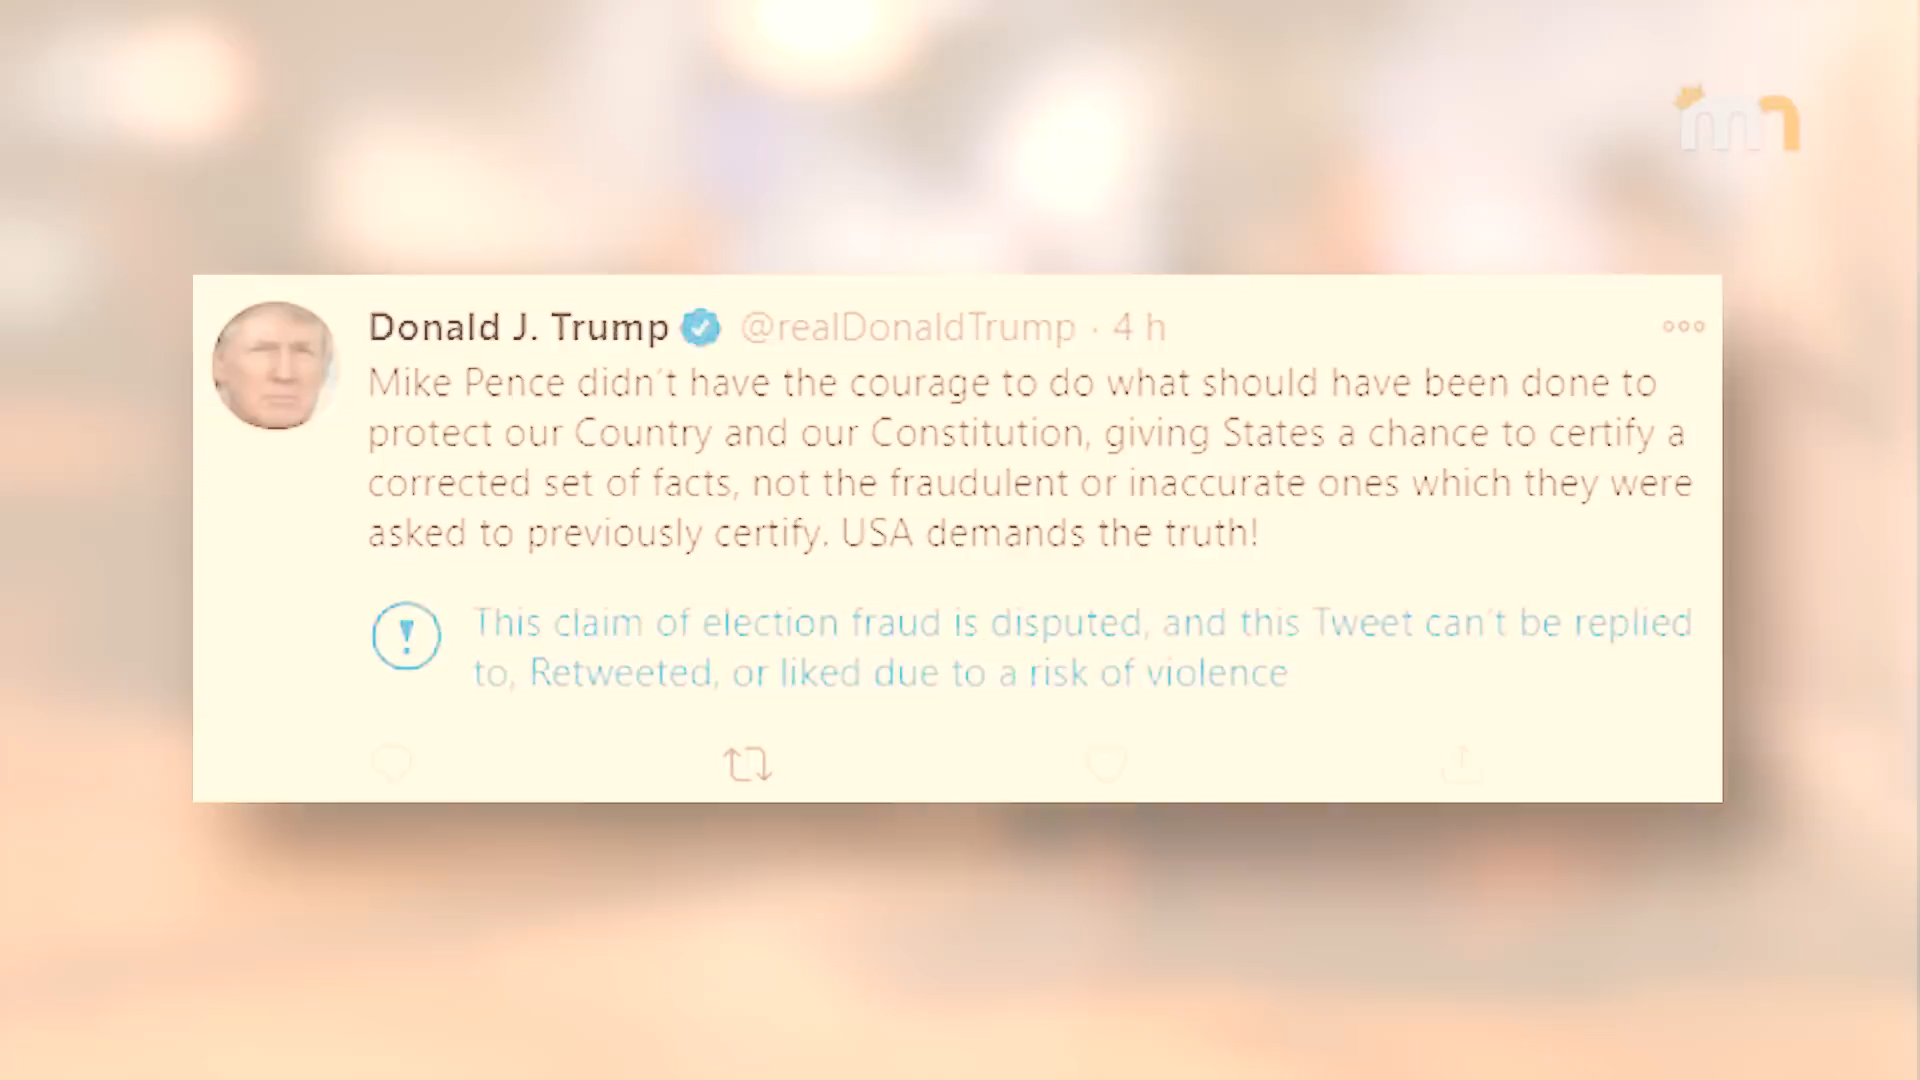 mn
Donald J. Trump @realDonaldTrump · 4 h
Mike Pence didn't have the courage to do what should have been done to
protect our Country and our Constitution, giving States a chance to certify a
corrected set of facts, not the fraudulent or inaccurate ones which they were
asked to previously certify. USA demands the truth!
This claim of election fraud is disputed, and this Tweet can't be replied
to, Retweeted, or liked due to a risk of violence